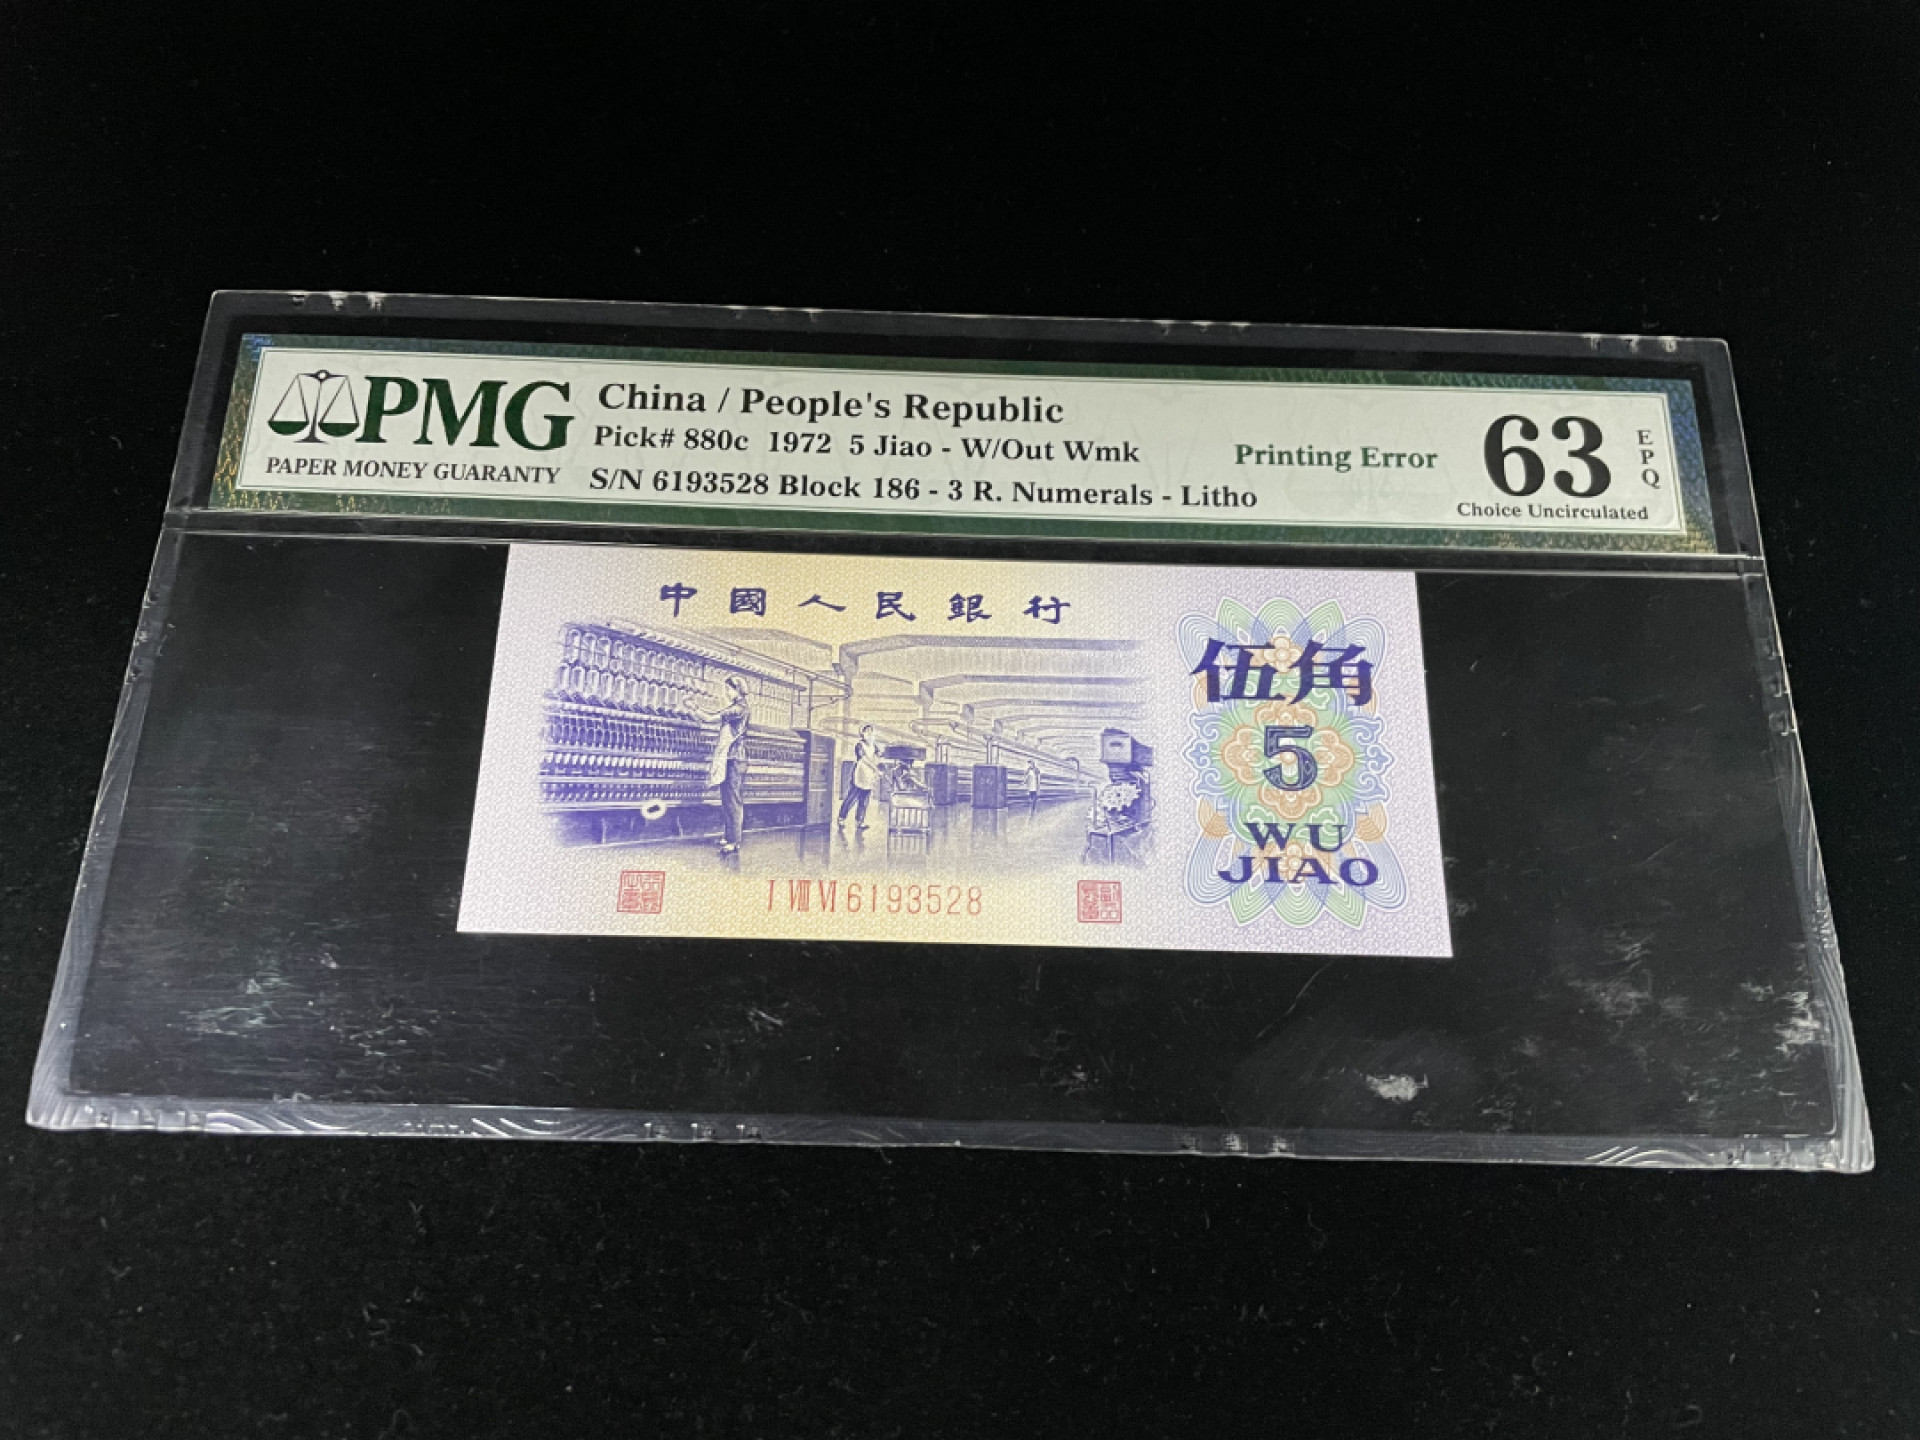 PMG
PAPER MONEY GUARANTY
China / People's Republic
Pick# 880c 1972 5 Jiao - W/Out Wmk
S/N 6193528 Block 186 - 3 R. Numerals - Litho
Printing Error
63
EPQ
Choice Uncirculated
中國人民銀行
伍角
5
WU
JIAO
I VIII VI 6193528